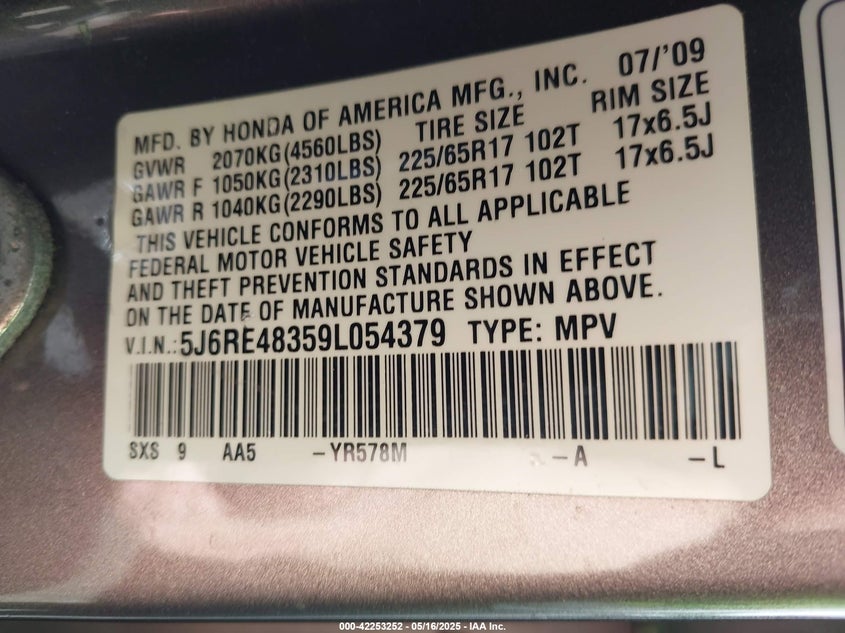 MFD. BY HONDA OF AMERICA MFG., INC. 07/'09
GVWR 2070KG(4560LBS) TIRE SIZE RIM SIZE
GAWR F 1050KG(2310LBS) 225/65R17 102T 17x6.5J
GAWR R 1040KG(2290LBS) 225/65R17 102T 17x6.5J
THIS VEHICLE CONFORMS TO ALL APPLICABLE
FEDERAL MOTOR VEHICLE SAFETY
AND THEFT PREVENTION STANDARDS IN EFFECT
ON THE DATE OF MANUFACTURE SHOWN ABOVE.
V.I.N.: 5J6RE48359L054379 TYPE: MPV
SXS 9 AA5 -YR578M -A -L
000-42253252 - 05/16/2025 - IAA Inc.